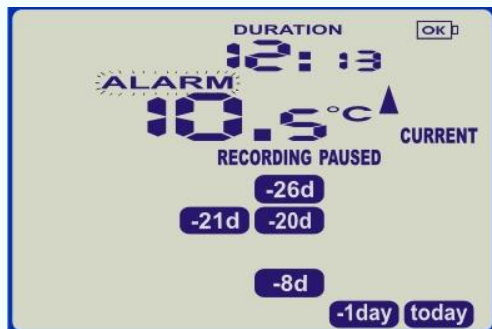 DURATION OK
12:13
ALARM
10.5°C
CURRENT
RECORDING PAUSED
-26d
-21d -20d
-8d
-1day today